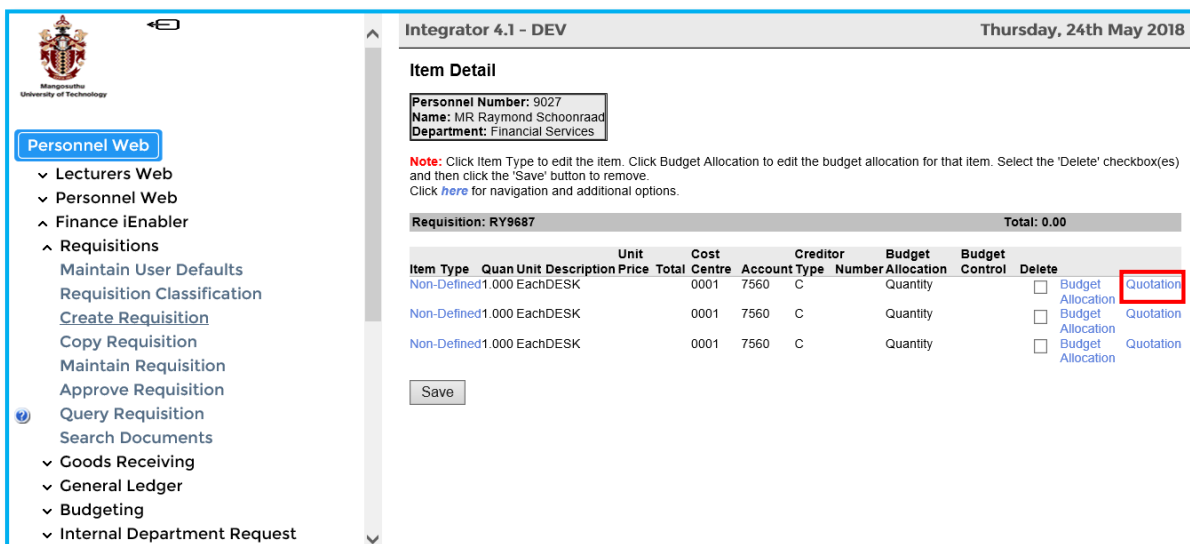 Mangosuthu
University of Technology
Personnel Web
Lecturers Web
Personnel Web
Finance iEnabler
Requisitions
Maintain User Defaults
Requisition Classification
Create Requisition
Copy Requisition
Maintain Requisition
Approve Requisition
Query Requisition
Search Documents
Goods Receiving
General Ledger
Budgeting
Internal Department Request
Integrator 4.1 - DEV Thursday, 24th May 2018
Item Detail
Personnel Number: 9027
Name: MR Raymond Schoonraad
Department: Financial Services
Note: Click Item Type to edit the item. Click Budget Allocation to edit the budget allocation for that item. Select the 'Delete' checkbox(es)
and then click the 'Save' button to remove.
Click here for navigation and additional options.
Requisition: RY9687 Total: 0.00
Unit Cost Creditor Budget Budget
Item Type Quan Unit Description Price Total Centre Account Type Number Allocation Control Delete
Non-Defined 1.000 Each DESK 0001 7560 C Quantity Budget Quotation
Allocation
Non-Defined 1.000 Each DESK 0001 7560 C Quantity Budget Quotation
Allocation
Non-Defined 1.000 Each DESK 0001 7560 C Quantity Budget Quotation
Allocation
Save